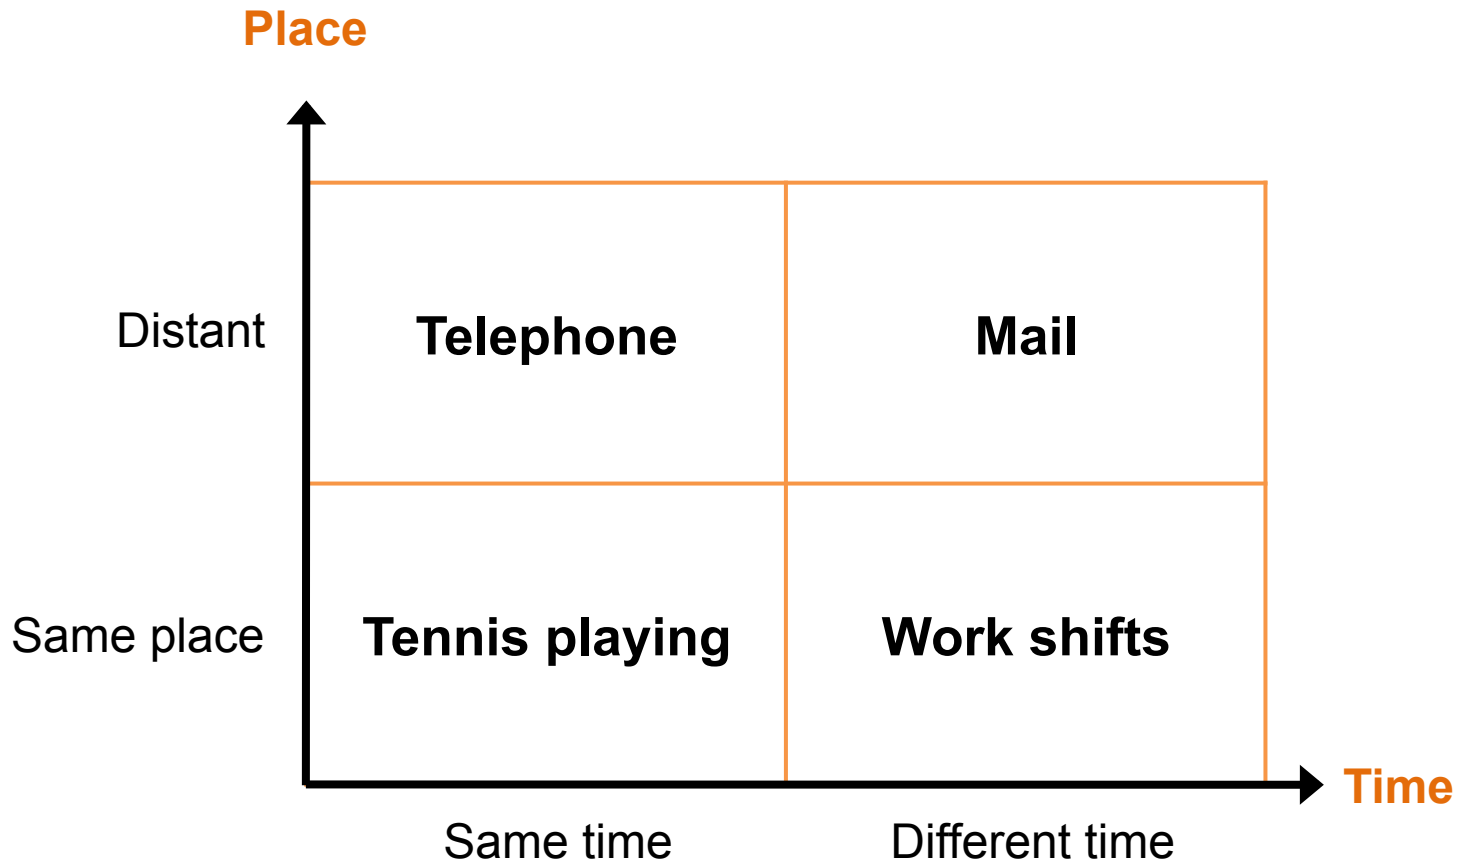 Place
Distant
Telephone
Mail
Same place
Tennis playing
Work shifts
Time
Same time
Different time